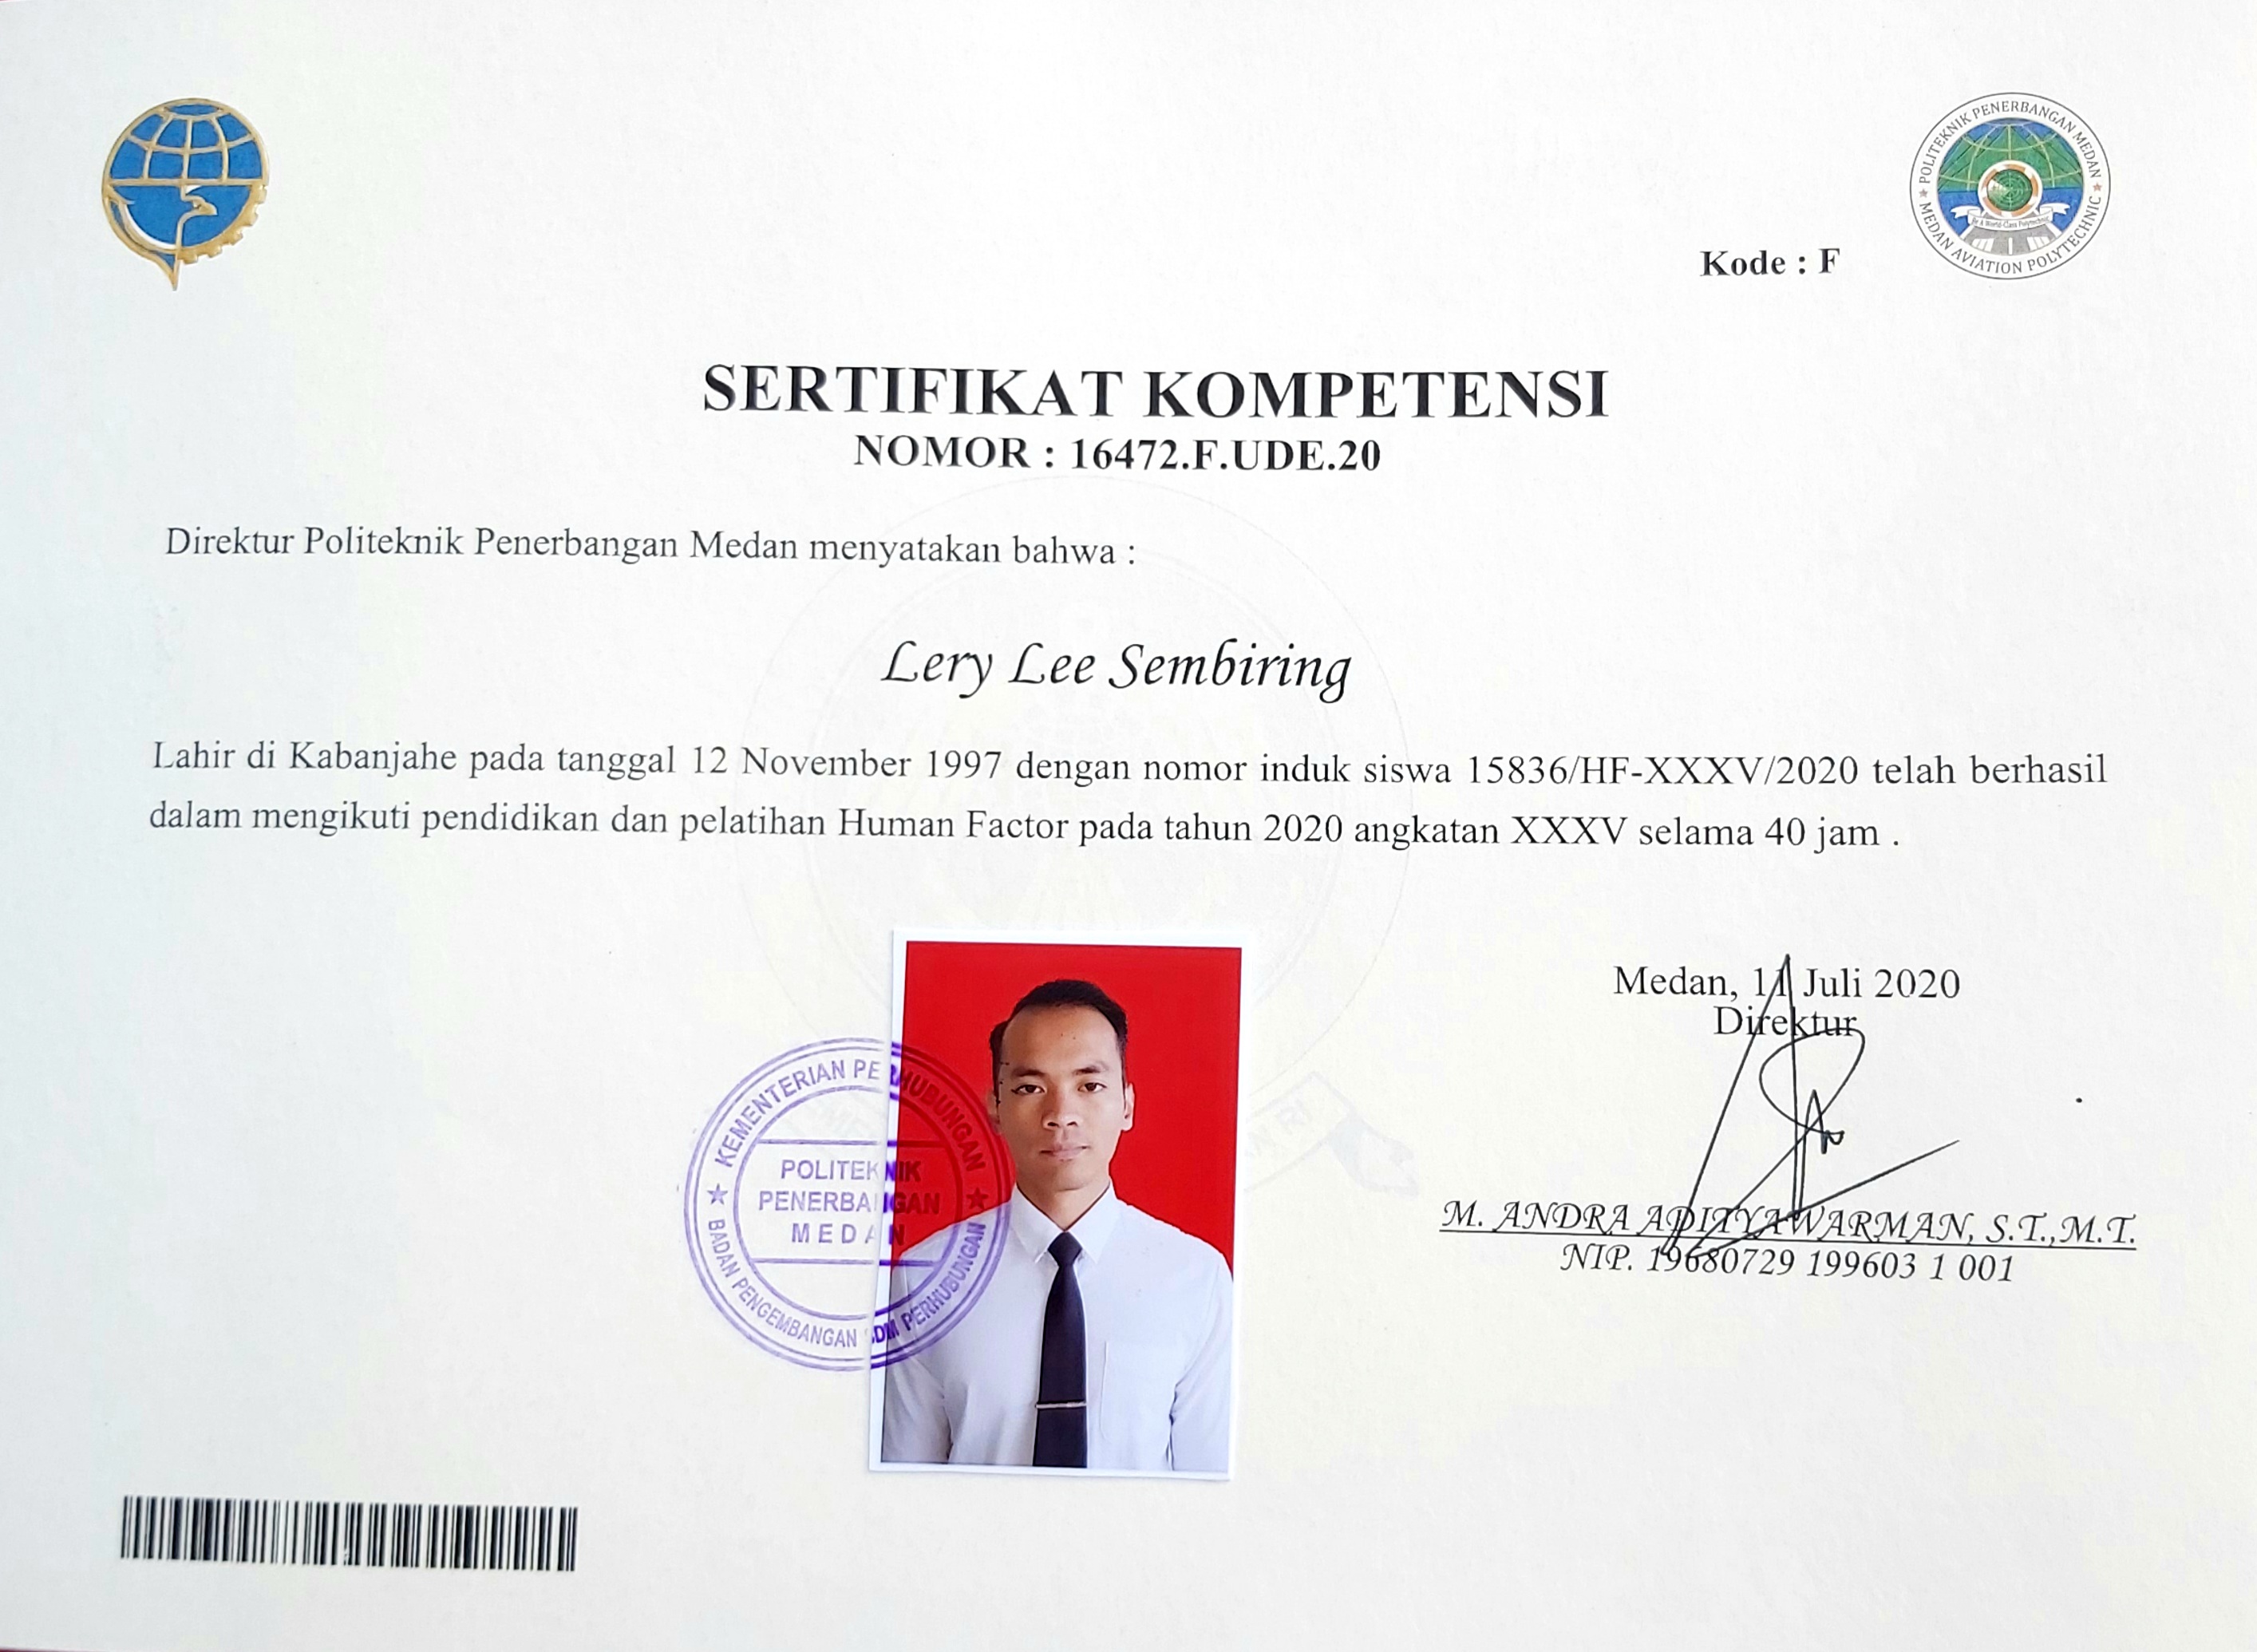 POLITEKNIK PENERBANGAN MEDAN
MEDAN AVIATION POLYTECHNIC
Be A World-Class Polytechnic
Kode : F
SERTIFIKAT KOMPETENSI
NOMOR : 16472.F.UDE.20
Direktur Politeknik Penerbangan Medan menyatakan bahwa :
Lery Lee Sembiring
Lahir di Kabanjahe pada tanggal 12 November 1997 dengan nomor induk siswa 15836/HF-XXXV/2020 telah berhasil
dalam mengikuti pendidikan dan pelatihan Human Factor pada tahun 2020 angkatan XXXV selama 40 jam .
Medan, 11 Juli 2020
Direktur
KEMENTERIAN PERHUBUNGAN
POLITEKNIK
PENERBANGAN
MEDAN
BADAN PENGEMBANGAN SDM PERHUBUNGAN
M. ANDRA ADITYAWARMAN, S.T.,M.T.
NIP. 19680729 199603 1 001